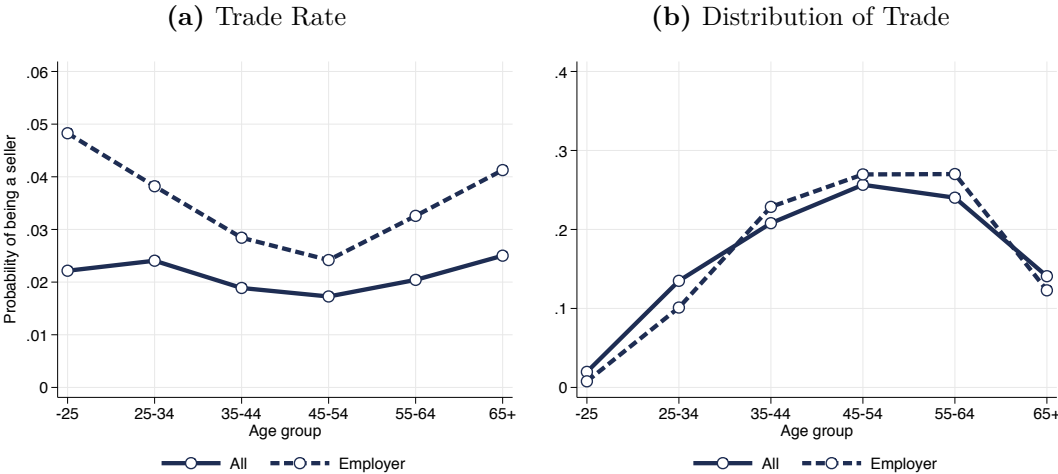 (a) Trade Rate
Probability of being a seller
.06
.05
.04
.03
.02
.01
0
-25 25-34 35-44 45-54 55-64 65+
Age group
All Employer
(b) Distribution of Trade
.4
.3
.2
.1
0
-25 25-34 35-44 45-54 55-64 65+
Age group
All Employer